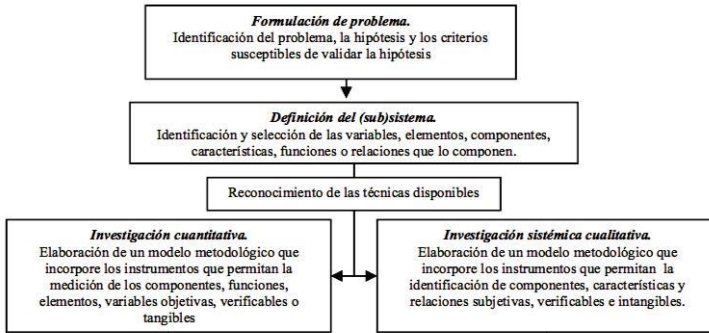 Formulación de problema.
Identificación del problema, la hipótesis y los criterios
susceptibles de validar la hipótesis
Definición del (sub)sistema.
Identificación y selección de las variables, elementos, componentes,
características, funciones o relaciones que lo componen.
Reconocimiento de las técnicas disponibles
Investigación cuantitativa.
Elaboración de un modelo metodológico que
incorpore los instrumentos que permitan la
medición de los componentes, funciones,
elementos, variables objetivas, verificables o
tangibles
Investigación sistémica cualitativa.
Elaboración de un modelo metodológico que
incorpore los instrumentos que permitan la
identificación de componentes, características y
relaciones subjetivas, verificables e intangibles.